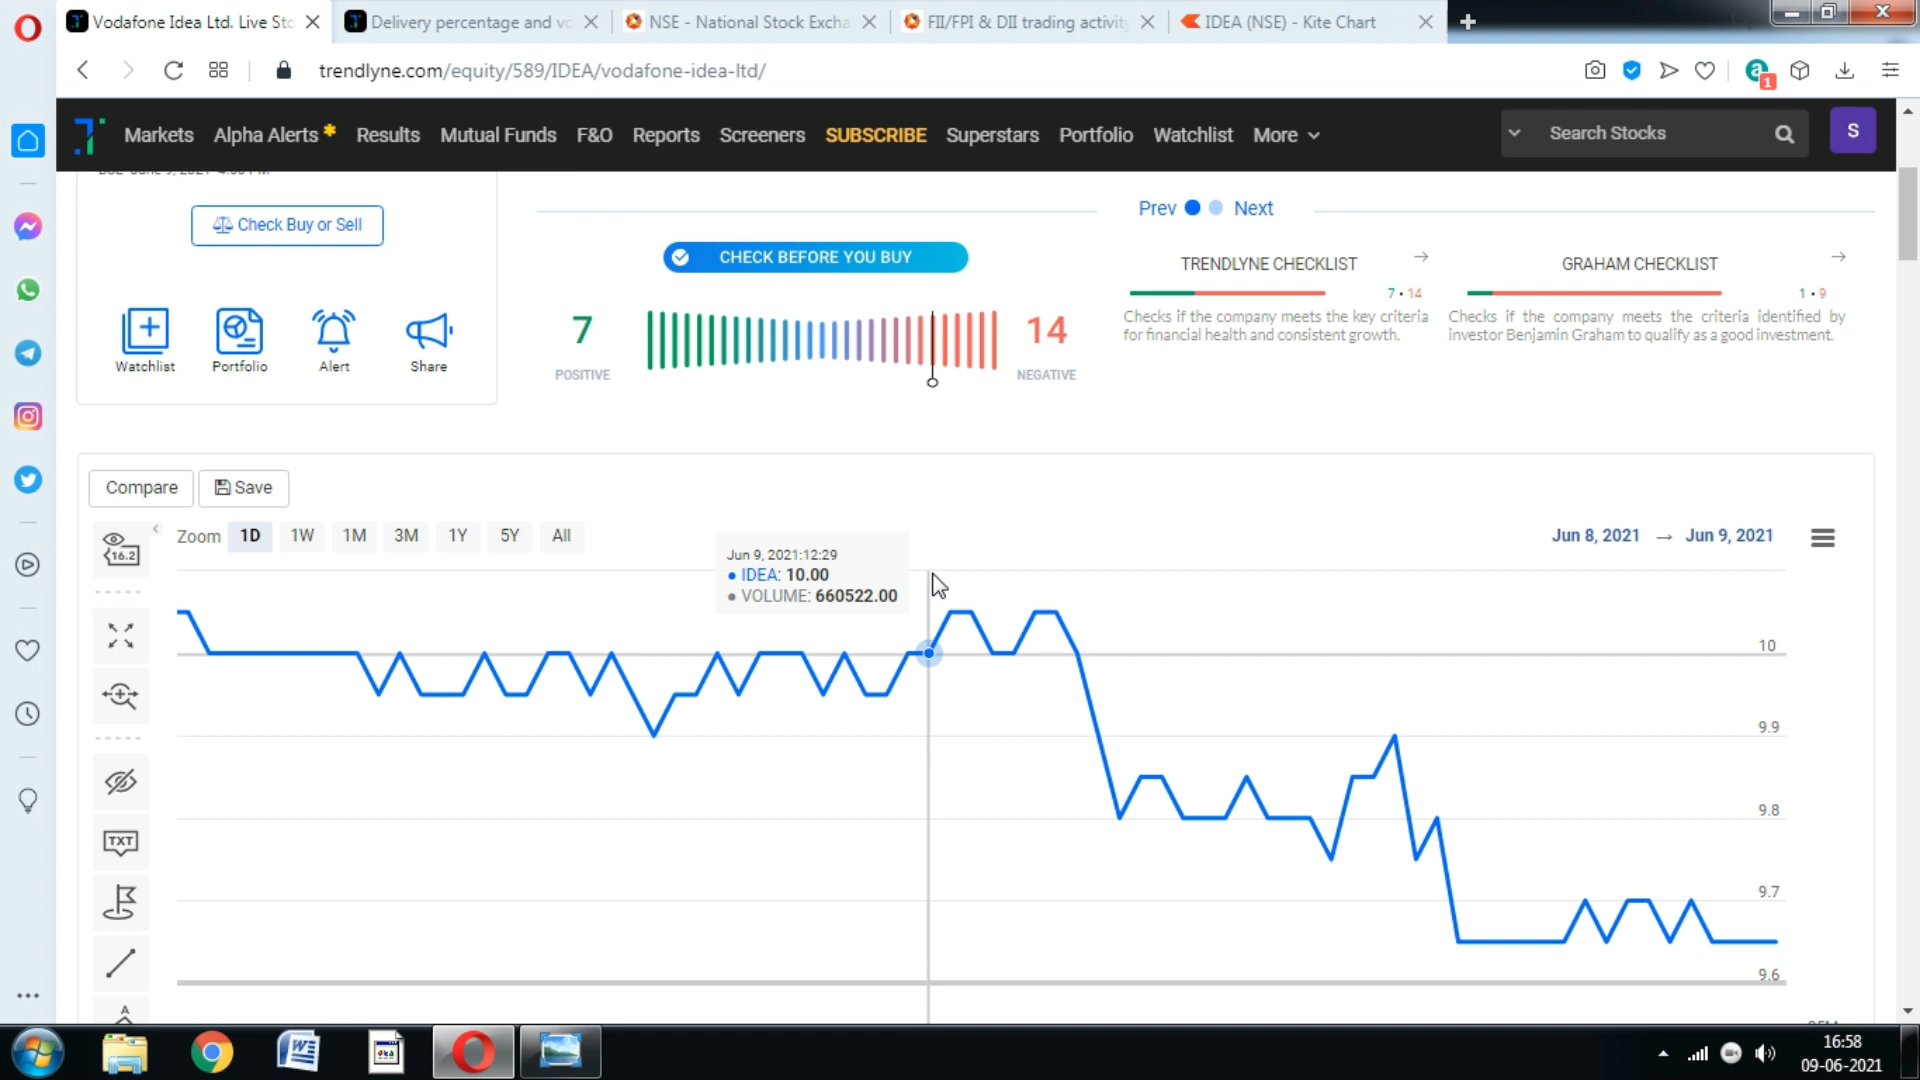 Vodafone Idea Ltd. Live Sto
Delivery percentage and vo
NSE - National Stock Excha
FII/FPI & DII trading activity
IDEA (NSE) - Kite Chart
trendlyne.com/equity/589/IDEA/vodafone-idea-ltd/
a
1
Markets
Alpha Alerts
Results
Mutual Funds
F&O
Reports
Screeners
SUBSCRIBE
Superstars
Portfolio
Watchlist
More
Search Stocks
S
Check Buy or Sell
Watchlist
Portfolio
Alert
Share
CHECK BEFORE YOU BUY
7
POSITIVE
14
NEGATIVE
Prev
Next
TRENDLYNE CHECKLIST
7 • 14
Checks if the company meets the key criteria
for financial health and consistent growth.
GRAHAM CHECKLIST
1 • 9
Checks if the company meets the criteria identified by
investor Benjamin Graham to qualify as a good investment.
Compare
Save
16.2
Zoom 1D 1W 1M 3M 1Y 5Y All
Jun 8, 2021 → Jun 9, 2021
Jun 9, 2021:12:29
• IDEA: 10.00
• VOLUME: 660522.00
10
9.9
9.8
9.7
9.6
TXT
A
16:58
09-06-2021